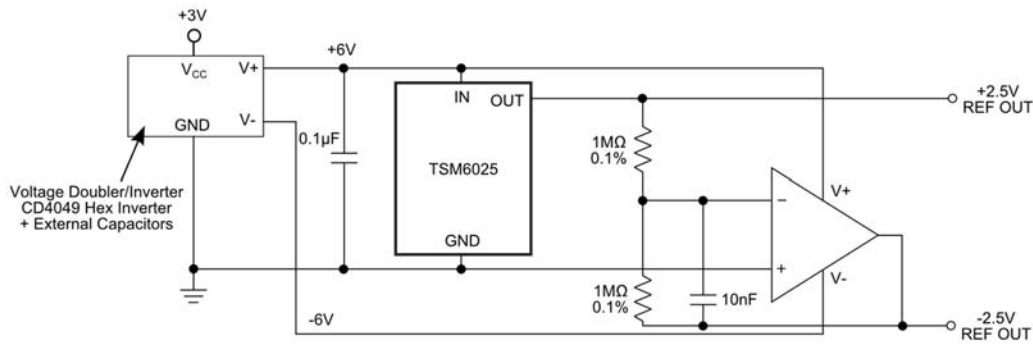 +3V
V_CC
V+
V-
GND
Voltage Doubler/Inverter
CD4049 Hex Inverter
+ External Capacitors
+6V
0.1µF
IN
OUT
TSM6025
GND
-6V
1MΩ
0.1%
1MΩ
0.1%
10nF
−
+
V+
V-
+2.5V
REF OUT
-2.5V
REF OUT